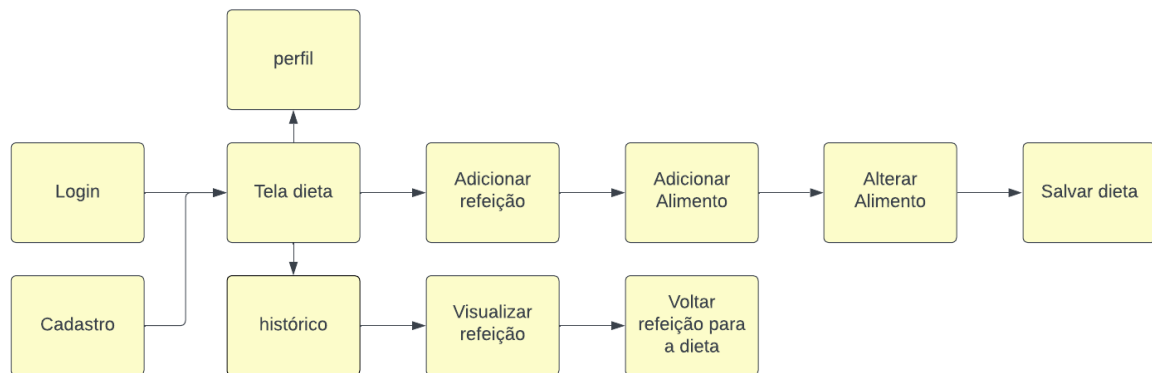 perfil
Login
Tela dieta
Adicionar
refeição
Adicionar
Alimento
Alterar
Alimento
Salvar dieta
Cadastro
histórico
Visualizar
refeição
Voltar
refeição para
a dieta